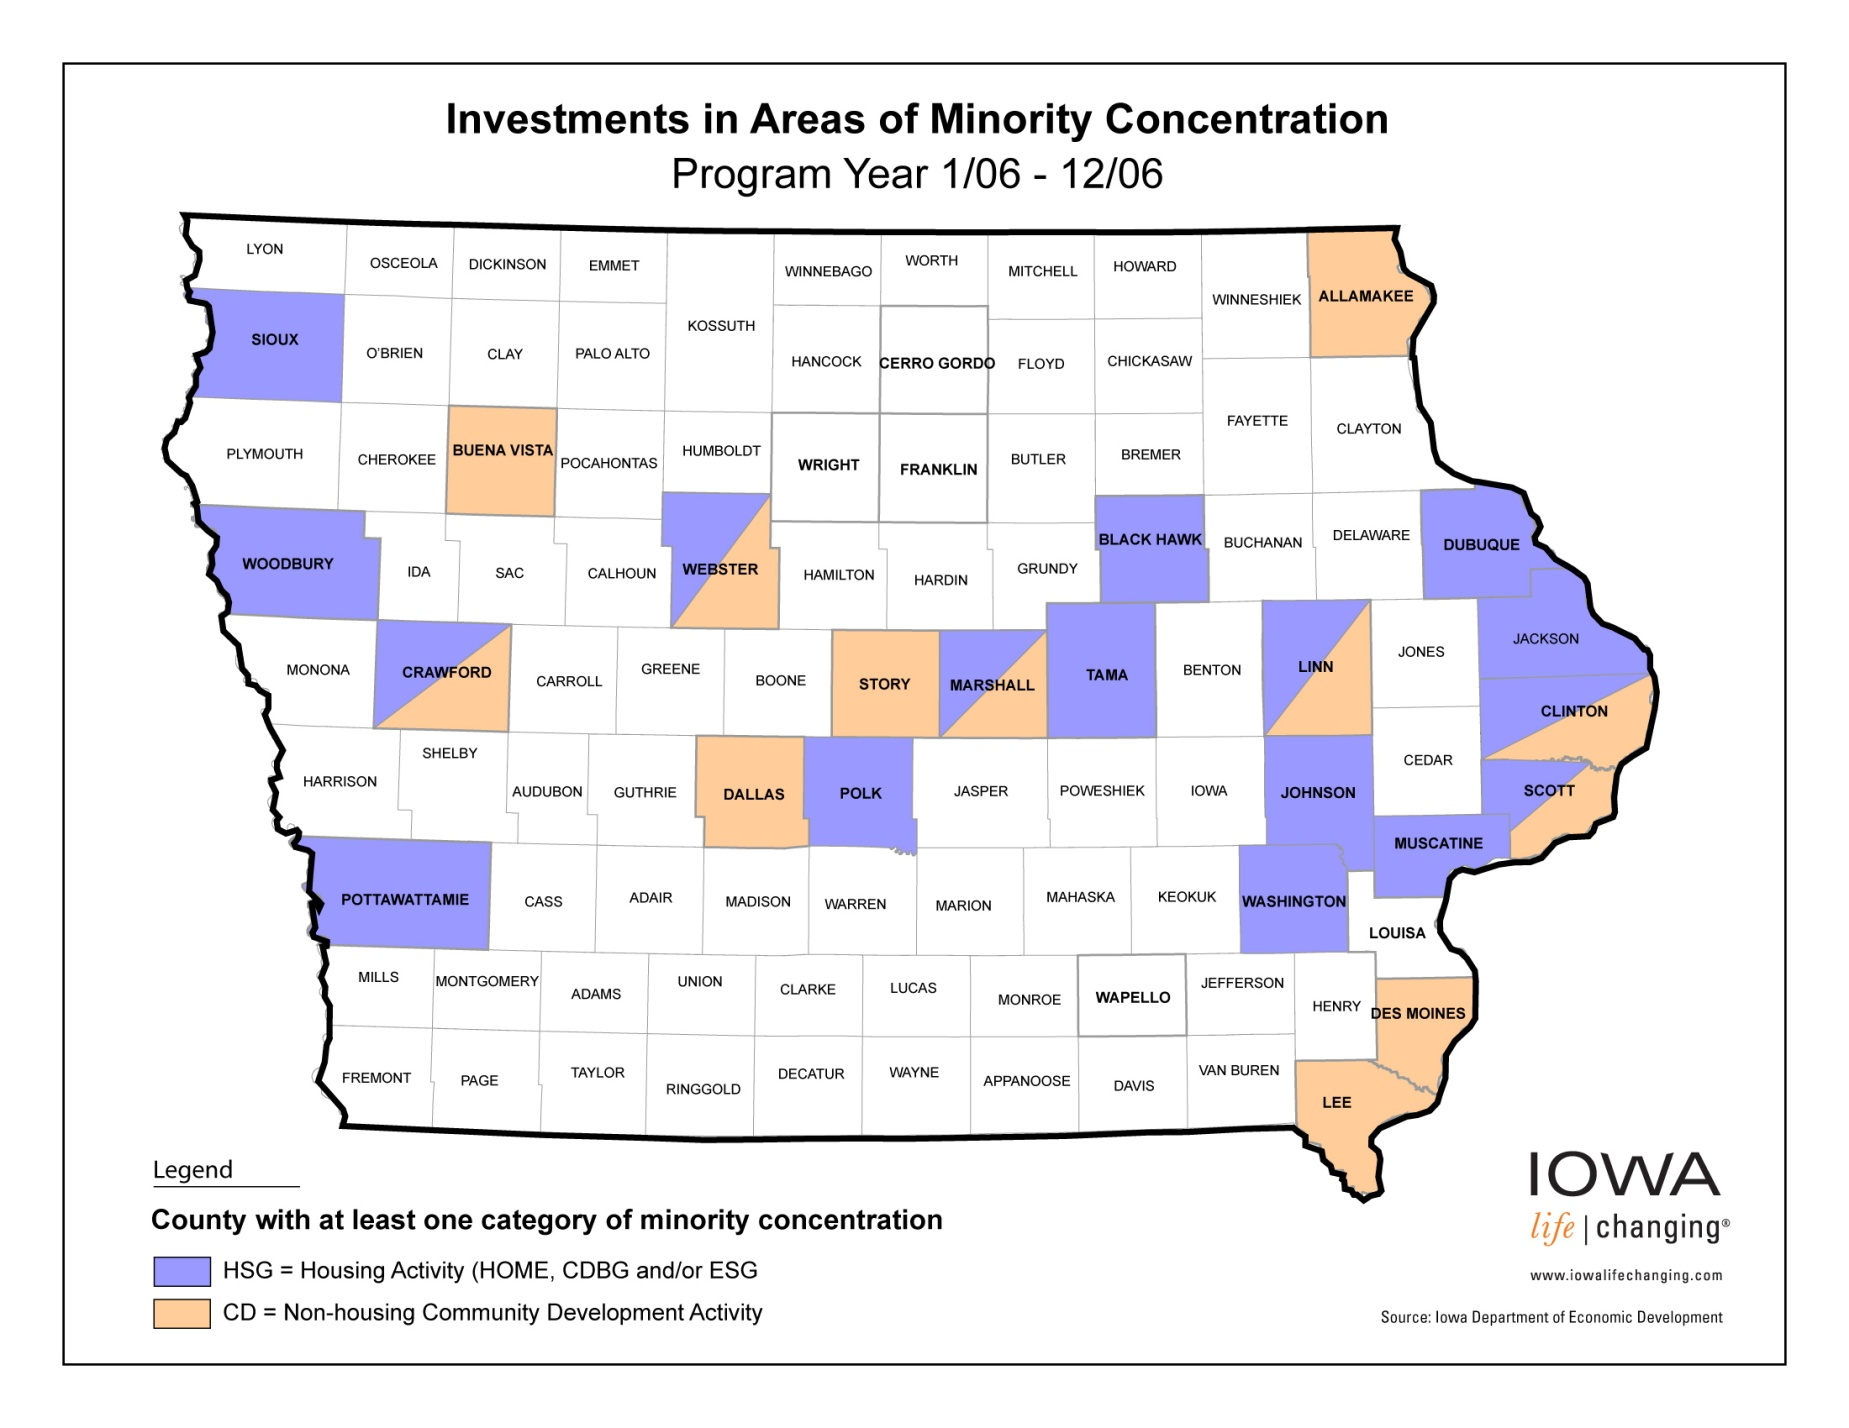 Investments in Areas of Minority Concentration
Program Year 1/06 - 12/06
LYON
OSCEOLA
DICKINSON
EMMET
KOSSUTH
WINNEBAGO
WORTH
MITCHELL
HOWARD
WINNESHIEK
ALLAMAKEE
SIOUX
O'BRIEN
CLAY
PALO ALTO
HANCOCK
CERRO GORDO
FLOYD
CHICKASAW
FAYETTE
CLAYTON
PLYMOUTH
CHEROKEE
BUENA VISTA
POCAHONTAS
HUMBOLDT
WRIGHT
FRANKLIN
BUTLER
BREMER
WOODBURY
IDA
SAC
CALHOUN
WEBSTER
HAMILTON
HARDIN
GRUNDY
BLACK HAWK
BUCHANAN
DELAWARE
DUBUQUE
MONONA
CRAWFORD
CARROLL
GREENE
BOONE
STORY
MARSHALL
TAMA
BENTON
LINN
JONES
JACKSON
CLINTON
HARRISON
SHELBY
AUDUBON
GUTHRIE
DALLAS
POLK
JASPER
POWESHIEK
IOWA
JOHNSON
CEDAR
SCOTT
MUSCATINE
POTTAWATTAMIE
CASS
ADAIR
MADISON
WARREN
MARION
MAHASKA
KEOKUK
WASHINGTON
LOUISA
MILLS
MONTGOMERY
ADAMS
UNION
CLARKE
LUCAS
MONROE
WAPELLO
JEFFERSON
HENRY
DES MOINES
FREMONT
PAGE
TAYLOR
RINGGOLD
DECATUR
WAYNE
APPANOOSE
DAVIS
VAN BUREN
LEE
Legend
County with at least one category of minority concentration
HSG = Housing Activity (HOME, CDBG and/or ESG
CD = Non-housing Community Development Activity
IOWA
life | changing®
www.iowalifechanging.com
Source: Iowa Department of Economic Development